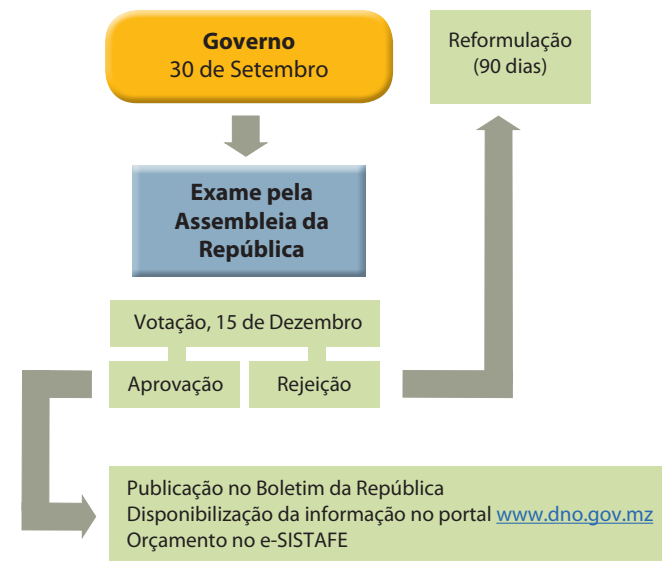 Governo
30 de Setembro
Reformulação
(90 dias)
Exame pela
Assembleia da
República
Votação, 15 de Dezembro
Aprovação
Rejeição
Publicação no Boletim da República
Disponibilização da informação no portal www.dno.gov.mz
Orçamento no e-SISTAFE